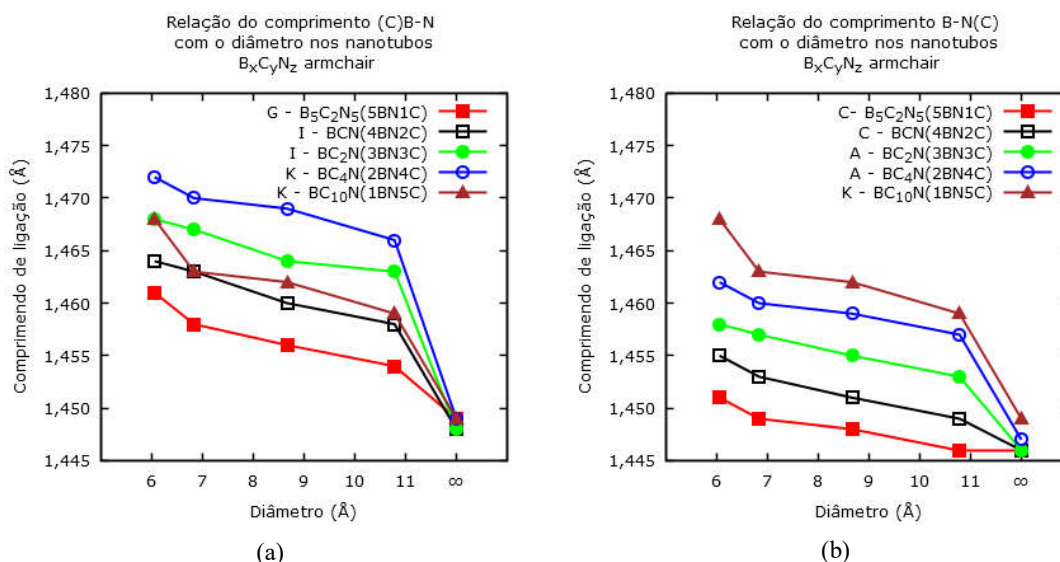 Relação do comprimento (C)B-N
com o diâmetro nos nanotubos
BxCyNz armchair
1,480
1,475
1,470
1,465
1,460
1,455
1,450
1,445
Comprimendo de ligação (Å)
G - B5C2N5(5BN1C)
I - BCN(4BN2C)
I - BC2N(3BN3C)
K - BC4N(2BN4C)
K - BC10N(1BN5C)
6 7 8 9 10 11 ∞
Diâmetro (Å)
(a)
Relação do comprimento B-N(C)
com o diâmetro nos nanotubos
BxCyNz armchair
1,480
1,475
1,470
1,465
1,460
1,455
1,450
1,445
Comprimendo de ligação (Å)
C- B5C2N5(5BN1C)
C - BCN(4BN2C)
A - BC2N(3BN3C)
A - BC4N(2BN4C)
K - BC10N(1BN5C)
6 7 8 9 10 11 ∞
Diâmetro (Å)
(b)